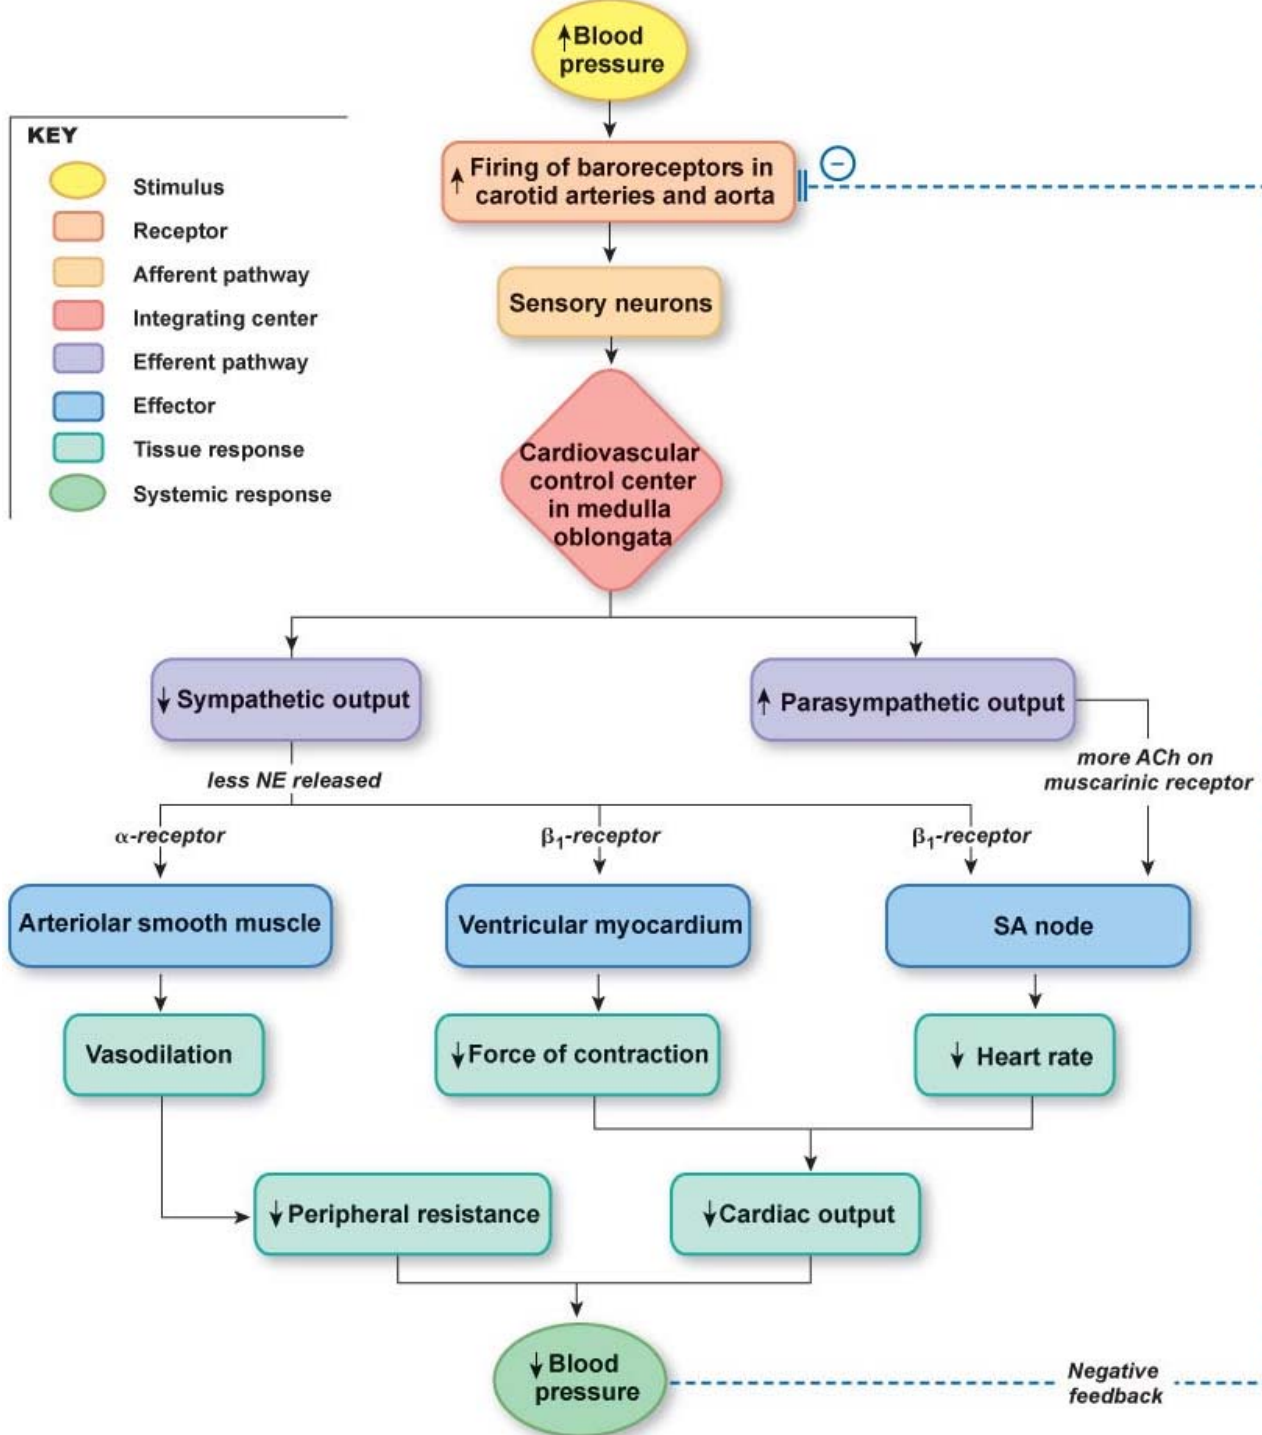 ↑Blood
pressure
KEY
Stimulus
Receptor
Afferent pathway
Integrating center
Efferent pathway
Effector
Tissue response
Systemic response
↑ Firing of baroreceptors in
carotid arteries and aorta
−
Sensory neurons
Cardiovascular
control center
in medulla
oblongata
↓ Sympathetic output
↑ Parasympathetic output
less NE released
more ACh on
muscarinic receptor
α-receptor
β₁-receptor
β₁-receptor
Arteriolar smooth muscle
Ventricular myocardium
SA node
Vasodilation
↓ Force of contraction
↓ Heart rate
↓ Peripheral resistance
↓ Cardiac output
↓ Blood
pressure
Negative
feedback